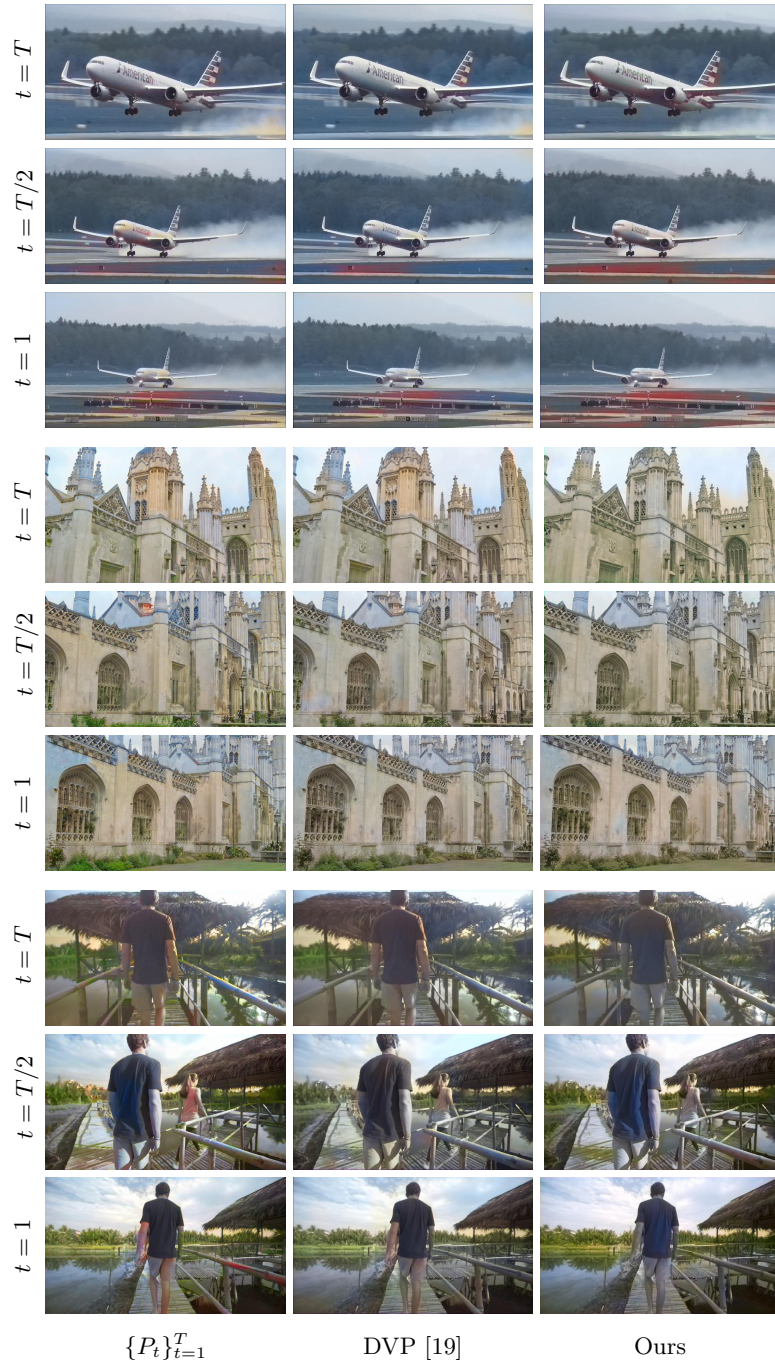 t = T
American
American
American
t = T/2
t = 1
t = T
t = T/2
t = 1
t = T
t = T/2
t = 1
{P_t}_{t=1}^T
DVP [19]
Ours